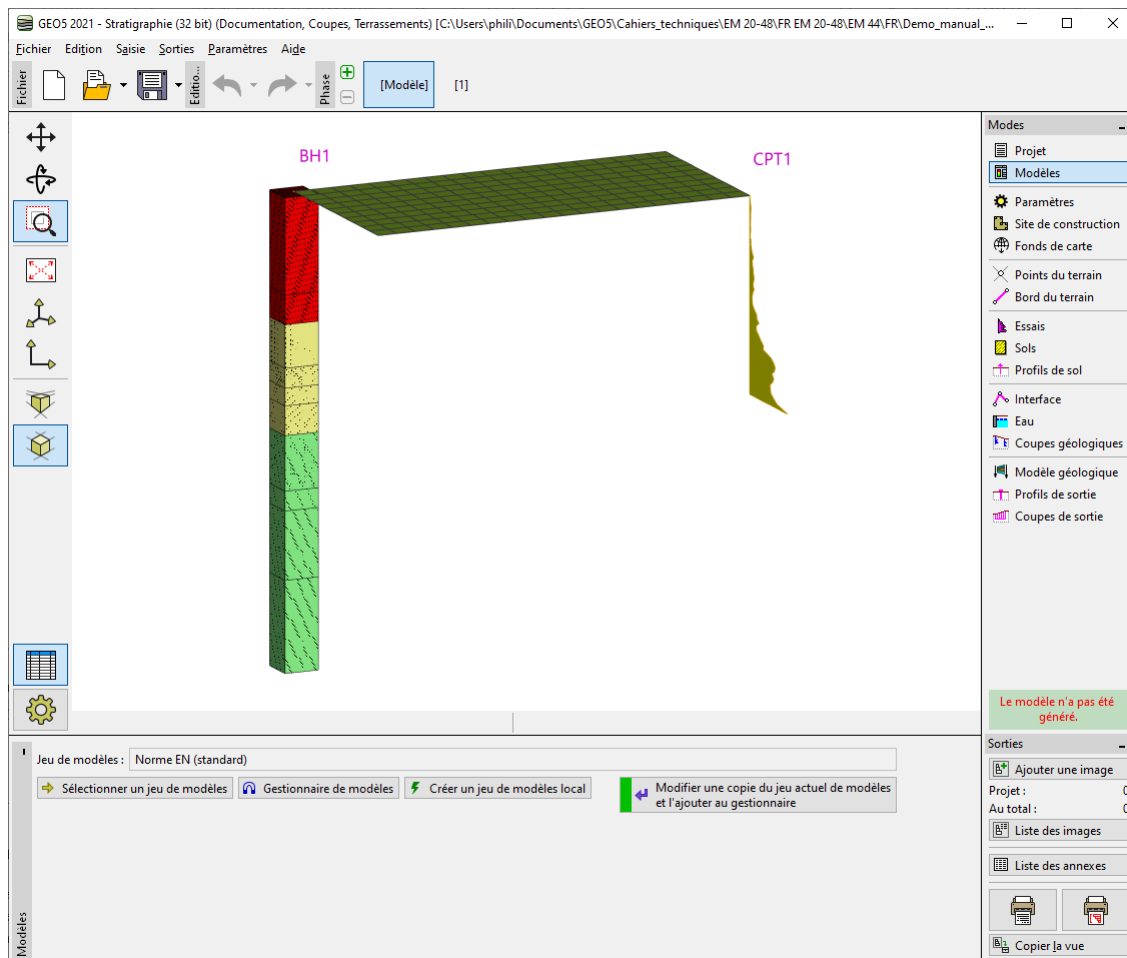 GEO5 2021 - Stratigraphie (32 bit) (Documentation, Coupes, Terrassements) [C:\Users\phili\Documents\GEO5\Cahiers_techniques\EM 20-48\FR EM 20-48\EM 44\FR\Demo_manual_...
Fichier Edition Saisie Sorties Paramètres Aide
Fichier
Editio...
Phase
[Modèle] [1]
BH1
CPT1
Modes
Projet
Modèles
Paramètres
Site de construction
Fonds de carte
Points du terrain
Bord du terrain
Essais
Sols
Profils de sol
Interface
Eau
Coupes géologiques
Modèle géologique
Profils de sortie
Coupes de sortie
Le modèle n'a pas été
généré.
Modèles
Jeu de modèles : Norme EN (standard)
Sélectionner un jeu de modèles
Gestionnaire de modèles
Créer un jeu de modèles local
Modifier une copie du jeu actuel de modèles
et l'ajouter au gestionnaire
Sorties
Ajouter une image
Projet : 0
Au total : 0
Liste des images
Liste des annexes
Copier la vue